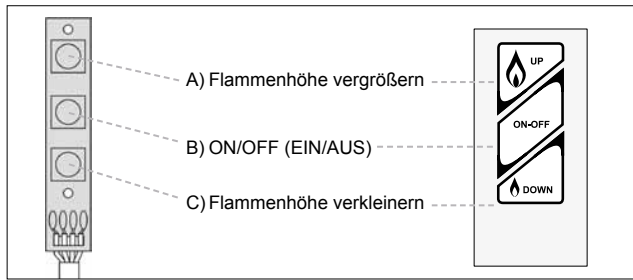 A) Flammenhöhe vergrößern
B) ON/OFF (EIN/AUS)
C) Flammenhöhe verkleinern
UP
ON-OFF
DOWN